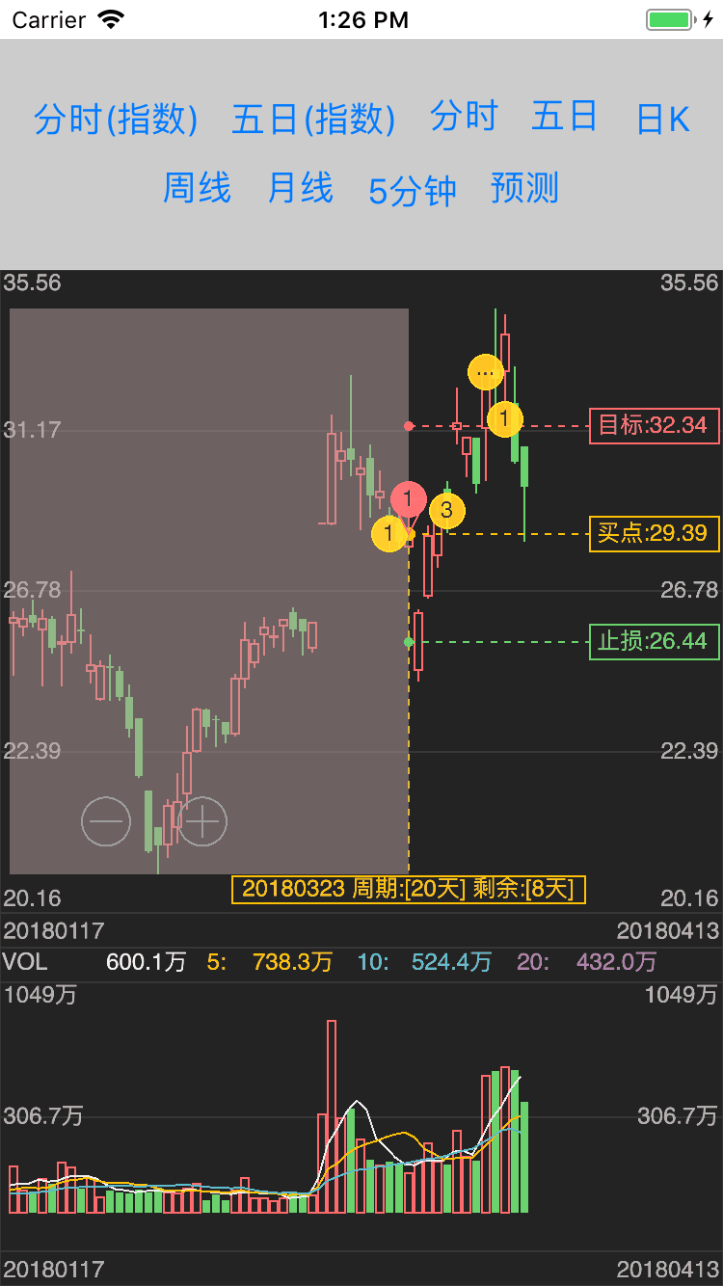 Carrier 1:26 PM
分时(指数) 五日(指数) 分时 五日 日K
周线 月线 5分钟 预测
35.56 35.56
...
1
31.17 目标:32.34
1 3
1 买点:29.39
26.78 26.78
止损:26.44
22.39 22.39
20180323 周期:[20天] 剩余:[8天]
20.16 20.16
20180117 20180413
VOL 600.1万 5: 738.3万 10: 524.4万 20: 432.0万
1049万 1049万
306.7万 306.7万
20180117 20180413